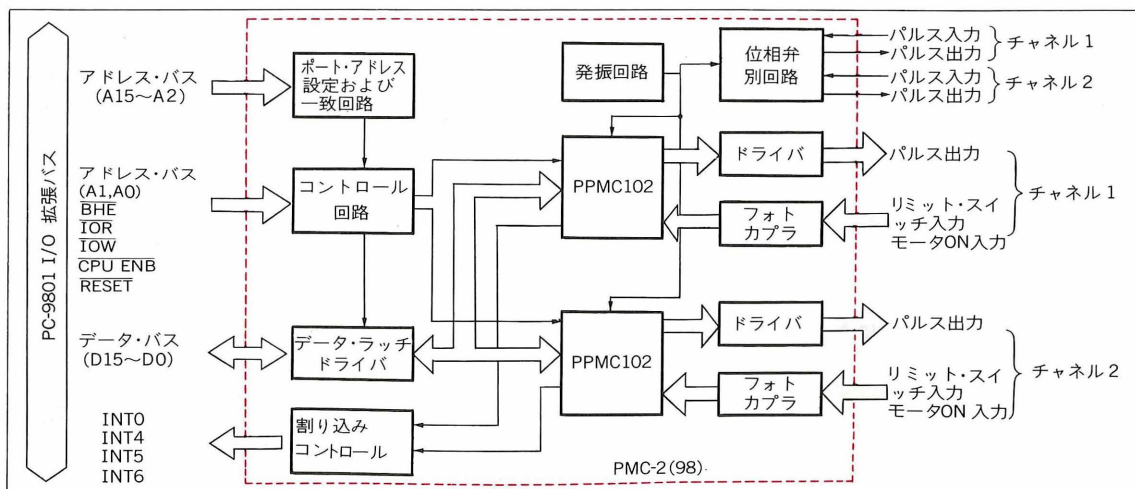 PC-9801 I/O 拡張バス
アドレス・バス
(A15〜A2)
アドレス・バス
(A1,A0)
BHE
IOR
IOW
CPU ENB
RESET
データ・バス
(D15〜D0)
INT0
INT4
INT5
INT6
ポート・アドレス
設定および
一致回路
コントロール
回路
データ・ラッチ
ドライバ
割り込み
コントロール
発振回路
位相弁
別回路
PPMC102
ドライバ
フォト
カプラ
PPMC102
ドライバ
フォト
カプラ
PMC-2(98)
パルス入力
パルス出力
チャネル1
パルス入力
パルス出力
チャネル2
パルス出力
リミット・スイ
ッチ入力
モータON入力
チャネル1
パルス出力
リミット・スイ
ッチ入力
モータON入力
チャネル2